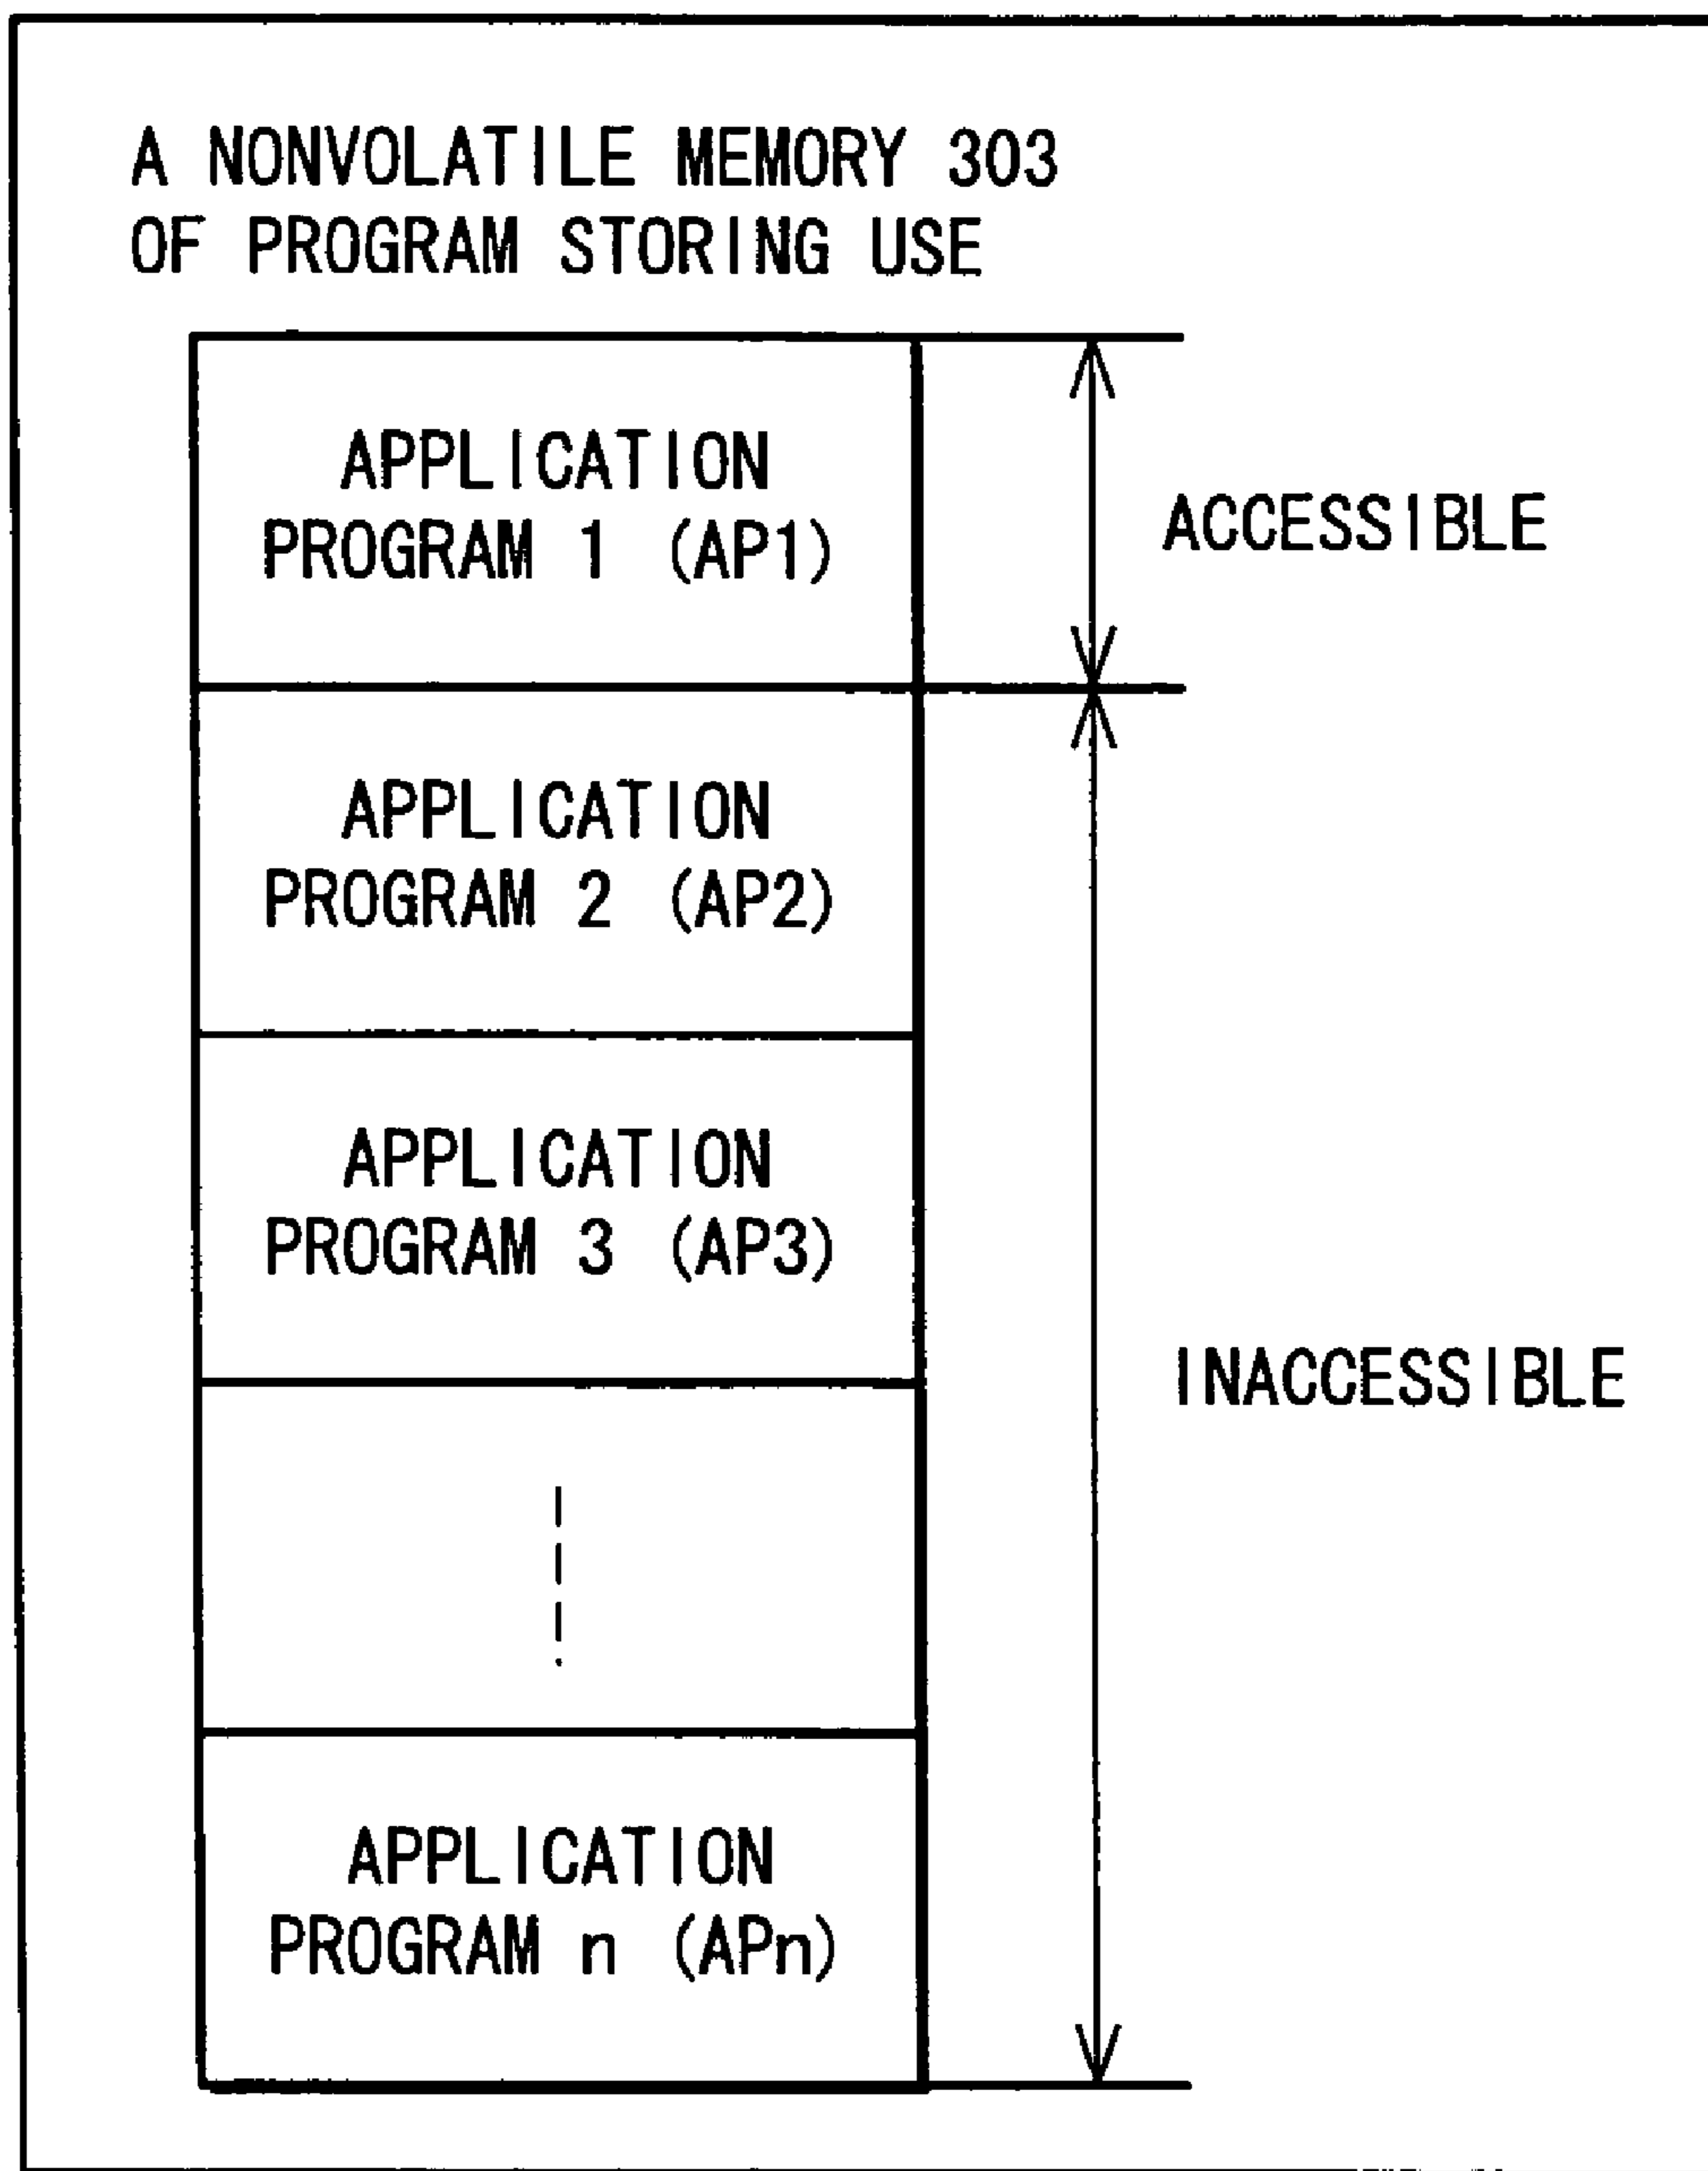 A NONVOLATILE MEMORY 303
OF PROGRAM STORING USE
APPLICATION
PROGRAM 1 (AP1)
ACCESSIBLE
APPLICATION
PROGRAM 2 (AP2)
APPLICATION
PROGRAM 3 (AP3)
INACCESSIBLE
APPLICATION
PROGRAM n (APn)